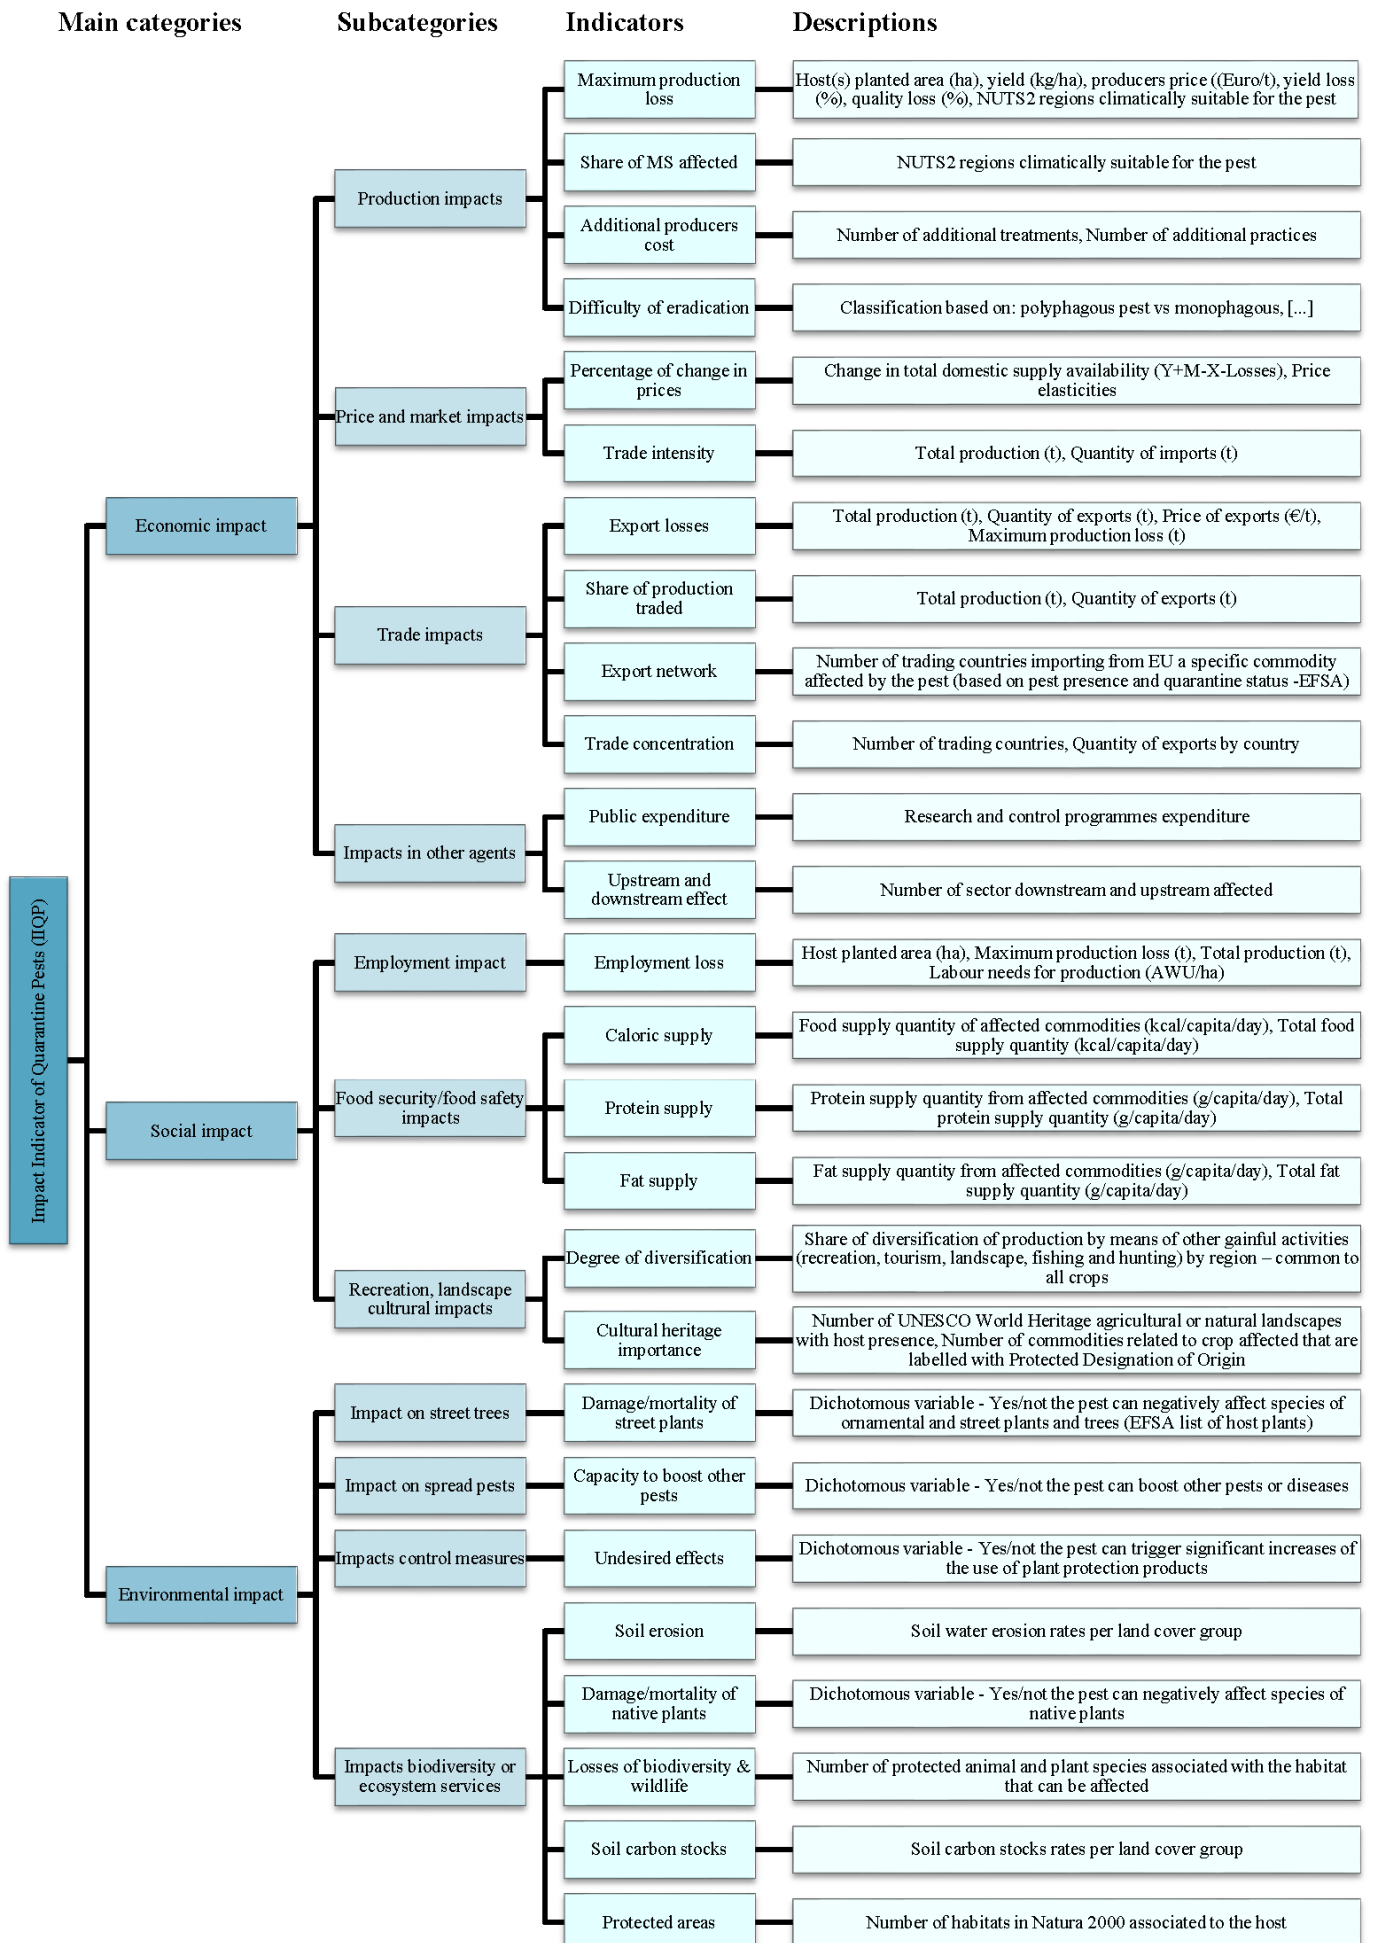 Main categories
Subcategories
Indicators
Descriptions
Impact Indicator of Quarantine Pests (IIQP)
Economic impact
Production impacts
Maximum production
loss
Host(s) planted area (ha), yield (kg/ha), producers price ((Euro/t), yield loss
(%), quality loss (%), NUTS2 regions climatically suitable for the pest
Share of MS affected
NUTS2 regions climatically suitable for the pest
Additional producers
cost
Number of additional treatments, Number of additional practices
Difficulty of eradication
Classification based on: polyphagous pest vs monophagous, [...]
Price and market impacts
Percentage of change in
prices
Change in total domestic supply availability (Y+M-X-Losses), Price
elasticities
Trade intensity
Total production (t), Quantity of imports (t)
Trade impacts
Export losses
Total production (t), Quantity of exports (t), Price of exports (€/t),
Maximum production loss (t)
Share of production
traded
Total production (t), Quantity of exports (t)
Export network
Number of trading countries importing from EU a specific commodity
affected by the pest (based on pest presence and quarantine status -EFSA)
Trade concentration
Number of trading countries, Quantity of exports by country
Impacts in other agents
Public expenditure
Research and control programmes expenditure
Upstream and
downstream effect
Number of sector downstream and upstream affected
Social impact
Employment impact
Employment loss
Host planted area (ha), Maximum production loss (t), Total production (t),
Labour needs for production (AWU/ha)
Food security/food safety
impacts
Caloric supply
Food supply quantity of affected commodities (kcal/capita/day), Total food
supply quantity (kcal/capita/day)
Protein supply
Protein supply quantity from affected commodities (g/capita/day), Total
protein supply quantity (g/capita/day)
Fat supply
Fat supply quantity from affected commodities (g/capita/day), Total fat
supply quantity (g/capita/day)
Recreation, landscape
cultrural impacts
Degree of diversification
Share of diversification of production by means of other gainful activities
(recreation, tourism, landscape, fishing and hunting) by region – common to
all crops
Cultural heritage
importance
Number of UNESCO World Heritage agricultural or natural landscapes
with host presence, Number of commodities related to crop affected that are
labelled with Protected Designation of Origin
Environmental impact
Impact on street trees
Damage/mortality of
street plants
Dichotomous variable - Yes/not the pest can negatively affect species of
ornamental and street plants and trees (EFSA list of host plants)
Impact on spread pests
Capacity to boost other
pests
Dichotomous variable - Yes/not the pest can boost other pests or diseases
Impacts control measures
Undesired effects
Dichotomous variable - Yes/not the pest can trigger significant increases of
the use of plant protection products
Impacts biodiversity or
ecosystem services
Soil erosion
Soil water erosion rates per land cover group
Damage/mortality of
native plants
Dichotomous variable - Yes/not the pest can negatively affect species of
native plants
Losses of biodiversity &
wildlife
Number of protected animal and plant species associated with the habitat
that can be affected
Soil carbon stocks
Soil carbon stocks rates per land cover group
Protected areas
Number of habitats in Natura 2000 associated to the host